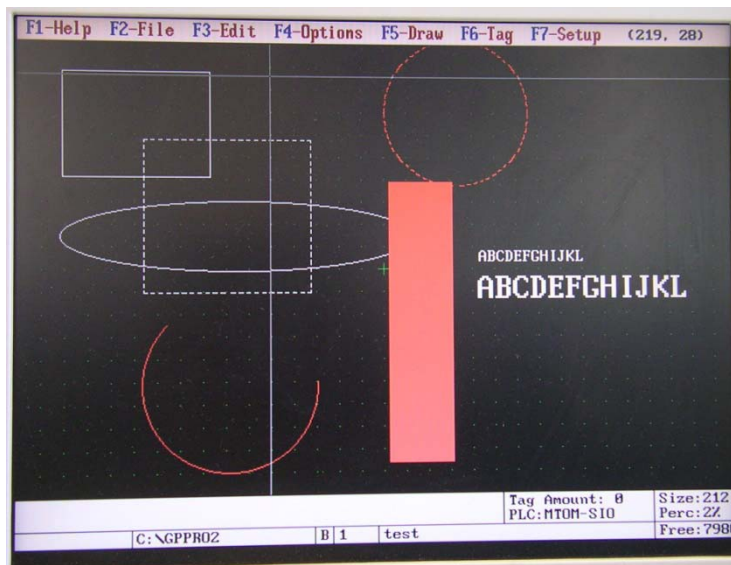 F1-Help F2-File F3-Edit F4-Options F5-Draw F6-Tag F7-Setup (219, 28)
ABCDEFGHIJKL
ABCDEFGHIJKL
Tag Amount: 0 Size:212
PLC:MTOM-SIO Perc:2%
C:\GPPRO2 B 1 test Free:798